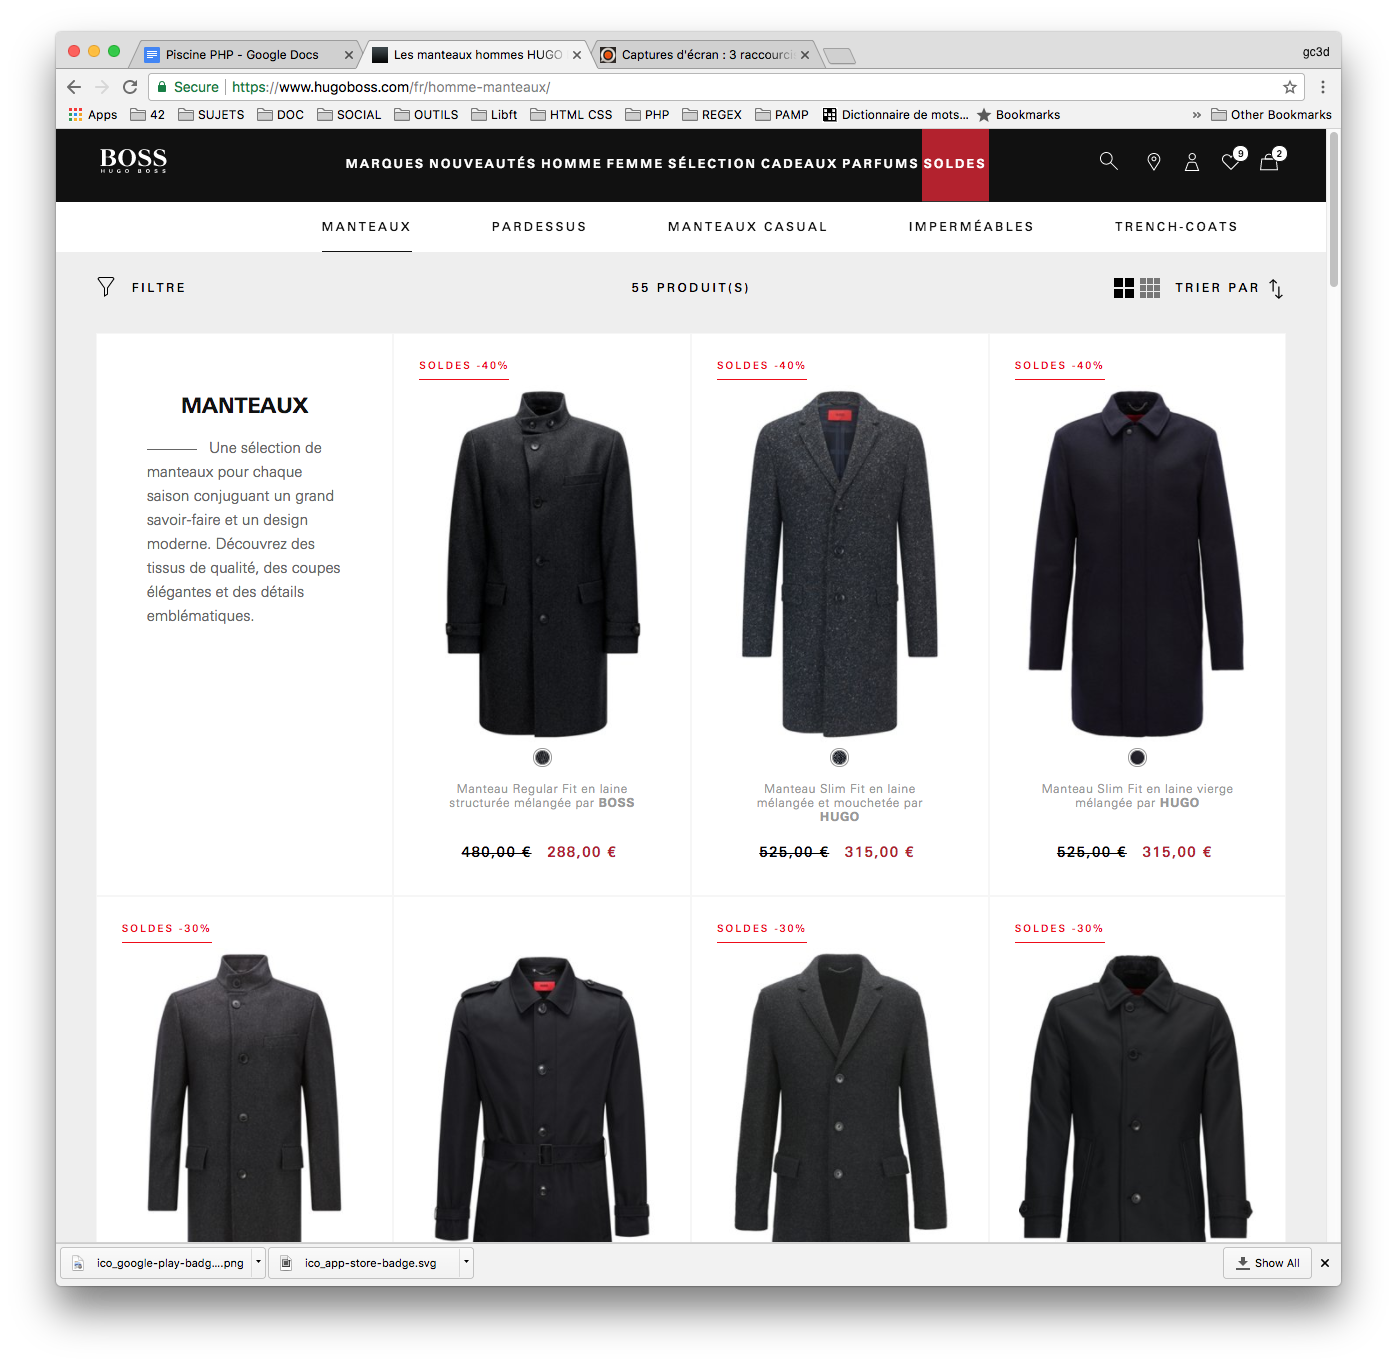 Piscine PHP - Google Docs
Les manteaux hommes HUGO
Captures d'écran : 3 raccourci
gc3d
Secure https://www.hugoboss.com/fr/homme-manteaux/
Apps 42 SUJETS DOC SOCIAL OUTILS Libft HTML CSS PHP REGEX PAMP Dictionnaire de mots... Bookmarks » Other Bookmarks
BOSS
HUGO BOSS
MARQUES NOUVEAUTÉS HOMME FEMME SÉLECTION CADEAUX PARFUMS SOLDES
9
2
MANTEAUX PARDESSUS MANTEAUX CASUAL IMPERMÉABLES TRENCH-COATS
FILTRE
55 PRODUIT(S)
TRIER PAR
MANTEAUX
Une sélection de
manteaux pour chaque
saison conjuguant un grand
savoir-faire et un design
moderne. Découvrez des
tissus de qualité, des coupes
élégantes et des détails
emblématiques.
SOLDES -40%
Manteau Regular Fit en laine
structurée mélangée par BOSS
480,00 € 288,00 €
SOLDES -40%
Manteau Slim Fit en laine
mélangée et mouchetée par
HUGO
525,00 € 315,00 €
SOLDES -40%
Manteau Slim Fit en laine vierge
mélangée par HUGO
525,00 € 315,00 €
SOLDES -30%
SOLDES -30%
SOLDES -30%
ico_google-play-badg....png
ico_app-store-badge.svg
Show All